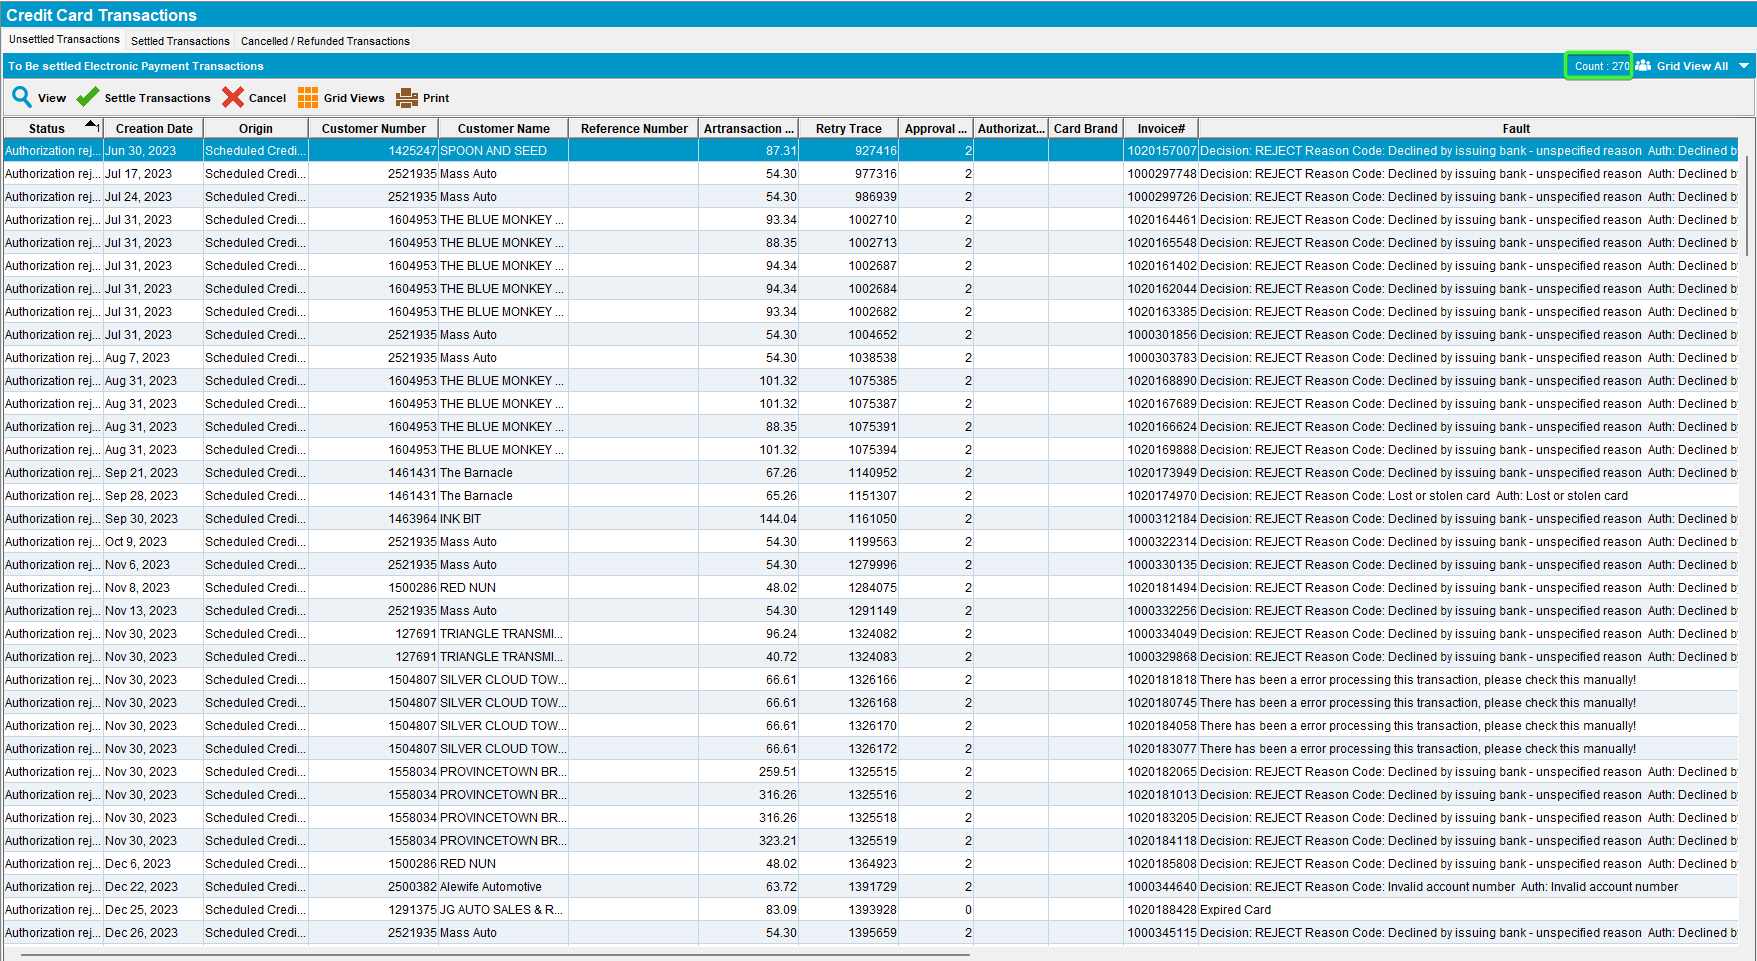 Credit Card Transactions
Unsettled Transactions Settled Transactions Cancelled / Refunded Transactions
To Be settled Electronic Payment Transactions Count : 270 Grid View All
View Settle Transactions Cancel Grid Views Print
Status 1 Creation Date Origin Customer Number Customer Name Reference Number Artransaction ... Retry Trace Approval ... Authorizat... Card Brand Invoice# Fault
Authorization rej... Jun 30, 2023 Scheduled Credi... 1425247 SPOON AND SEED 87.31 927416 2 1020157007 Decision: REJECT Reason Code: Declined by issuing bank - unspecified reason Auth: Declined b
Authorization rej... Jul 17, 2023 Scheduled Credi... 2521935 Mass Auto 54.30 977316 2 1000297748 Decision: REJECT Reason Code: Declined by issuing bank - unspecified reason Auth: Declined b
Authorization rej... Jul 24, 2023 Scheduled Credi... 2521935 Mass Auto 54.30 986939 2 1000299726 Decision: REJECT Reason Code: Declined by issuing bank - unspecified reason Auth: Declined b
Authorization rej... Jul 31, 2023 Scheduled Credi... 1604953 THE BLUE MONKEY ... 93.34 1002710 2 1020164461 Decision: REJECT Reason Code: Declined by issuing bank - unspecified reason Auth: Declined b
Authorization rej... Jul 31, 2023 Scheduled Credi... 1604953 THE BLUE MONKEY ... 88.35 1002713 2 1020165548 Decision: REJECT Reason Code: Declined by issuing bank - unspecified reason Auth: Declined b
Authorization rej... Jul 31, 2023 Scheduled Credi... 1604953 THE BLUE MONKEY ... 94.34 1002687 2 1020161402 Decision: REJECT Reason Code: Declined by issuing bank - unspecified reason Auth: Declined b
Authorization rej... Jul 31, 2023 Scheduled Credi... 1604953 THE BLUE MONKEY ... 94.34 1002684 2 1020162044 Decision: REJECT Reason Code: Declined by issuing bank - unspecified reason Auth: Declined b
Authorization rej... Jul 31, 2023 Scheduled Credi... 1604953 THE BLUE MONKEY ... 93.34 1002682 2 1020163385 Decision: REJECT Reason Code: Declined by issuing bank - unspecified reason Auth: Declined b
Authorization rej... Jul 31, 2023 Scheduled Credi... 2521935 Mass Auto 54.30 1004652 2 1000301856 Decision: REJECT Reason Code: Declined by issuing bank - unspecified reason Auth: Declined b
Authorization rej... Aug 7, 2023 Scheduled Credi... 2521935 Mass Auto 54.30 1038538 2 1000303783 Decision: REJECT Reason Code: Declined by issuing bank - unspecified reason Auth: Declined b
Authorization rej... Aug 31, 2023 Scheduled Credi... 1604953 THE BLUE MONKEY ... 101.32 1075385 2 1020168890 Decision: REJECT Reason Code: Declined by issuing bank - unspecified reason Auth: Declined b
Authorization rej... Aug 31, 2023 Scheduled Credi... 1604953 THE BLUE MONKEY ... 101.32 1075387 2 1020167689 Decision: REJECT Reason Code: Declined by issuing bank - unspecified reason Auth: Declined b
Authorization rej... Aug 31, 2023 Scheduled Credi... 1604953 THE BLUE MONKEY ... 88.35 1075391 2 1020166624 Decision: REJECT Reason Code: Declined by issuing bank - unspecified reason Auth: Declined b
Authorization rej... Aug 31, 2023 Scheduled Credi... 1604953 THE BLUE MONKEY ... 101.32 1075394 2 1020169888 Decision: REJECT Reason Code: Declined by issuing bank - unspecified reason Auth: Declined b
Authorization rej... Sep 21, 2023 Scheduled Credi... 1461431 The Barnacle 67.26 1140952 2 1020173949 Decision: REJECT Reason Code: Declined by issuing bank - unspecified reason Auth: Declined b
Authorization rej... Sep 28, 2023 Scheduled Credi... 1461431 The Barnacle 65.26 1151307 2 1020174970 Decision: REJECT Reason Code: Lost or stolen card Auth: Lost or stolen card
Authorization rej... Sep 30, 2023 Scheduled Credi... 1463964 INK BIT 144.04 1161050 2 1000312184 Decision: REJECT Reason Code: Declined by issuing bank - unspecified reason Auth: Declined b
Authorization rej... Oct 9, 2023 Scheduled Credi... 2521935 Mass Auto 54.30 1199563 2 1000322314 Decision: REJECT Reason Code: Declined by issuing bank - unspecified reason Auth: Declined b
Authorization rej... Nov 6, 2023 Scheduled Credi... 2521935 Mass Auto 54.30 1279996 2 1000330135 Decision: REJECT Reason Code: Declined by issuing bank - unspecified reason Auth: Declined b
Authorization rej... Nov 8, 2023 Scheduled Credi... 1500286 RED NUN 48.02 1284075 2 1020181494 Decision: REJECT Reason Code: Declined by issuing bank - unspecified reason Auth: Declined b
Authorization rej... Nov 13, 2023 Scheduled Credi... 2521935 Mass Auto 54.30 1291149 2 1000332256 Decision: REJECT Reason Code: Declined by issuing bank - unspecified reason Auth: Declined b
Authorization rej... Nov 30, 2023 Scheduled Credi... 127691 TRIANGLE TRANSMI... 96.24 1324082 2 1000334049 Decision: REJECT Reason Code: Declined by issuing bank - unspecified reason Auth: Declined b
Authorization rej... Nov 30, 2023 Scheduled Credi... 127691 TRIANGLE TRANSMI... 40.72 1324083 2 1000329868 Decision: REJECT Reason Code: Declined by issuing bank - unspecified reason Auth: Declined b
Authorization rej... Nov 30, 2023 Scheduled Credi... 1504807 SILVER CLOUD TOW... 66.61 1326166 2 1020181818 There has been a error processing this transaction, please check this manually!
Authorization rej... Nov 30, 2023 Scheduled Credi... 1504807 SILVER CLOUD TOW... 66.61 1326168 2 1020180745 There has been a error processing this transaction, please check this manually!
Authorization rej... Nov 30, 2023 Scheduled Credi... 1504807 SILVER CLOUD TOW... 66.61 1326170 2 1020184058 There has been a error processing this transaction, please check this manually!
Authorization rej... Nov 30, 2023 Scheduled Credi... 1504807 SILVER CLOUD TOW... 66.61 1326172 2 1020183077 There has been a error processing this transaction, please check this manually!
Authorization rej... Nov 30, 2023 Scheduled Credi... 1558034 PROVINCETOWN BR... 259.51 1325515 2 1020182065 Decision: REJECT Reason Code: Declined by issuing bank - unspecified reason Auth: Declined b
Authorization rej... Nov 30, 2023 Scheduled Credi... 1558034 PROVINCETOWN BR... 316.26 1325516 2 1020181013 Decision: REJECT Reason Code: Declined by issuing bank - unspecified reason Auth: Declined b
Authorization rej... Nov 30, 2023 Scheduled Credi... 1558034 PROVINCETOWN BR... 316.26 1325518 2 1020183205 Decision: REJECT Reason Code: Declined by issuing bank - unspecified reason Auth: Declined b
Authorization rej... Nov 30, 2023 Scheduled Credi... 1558034 PROVINCETOWN BR... 323.21 1325519 2 1020184118 Decision: REJECT Reason Code: Declined by issuing bank - unspecified reason Auth: Declined b
Authorization rej... Dec 6, 2023 Scheduled Credi... 1500286 RED NUN 48.02 1364923 2 1020185808 Decision: REJECT Reason Code: Declined by issuing bank - unspecified reason Auth: Declined b
Authorization rej... Dec 22, 2023 Scheduled Credi... 2500382 Alewife Automotive 63.72 1391729 2 1000344640 Decision: REJECT Reason Code: Invalid account number Auth: Invalid account number
Authorization rej... Dec 25, 2023 Scheduled Credi... 1291375 JG AUTO SALES & R... 83.09 1393928 0 1020188428 Expired Card
Authorization rej... Dec 26, 2023 Scheduled Credi... 2521935 Mass Auto 54.30 1395659 2 1000345115 Decision: REJECT Reason Code: Declined by issuing bank - unspecified reason Auth: Declined b